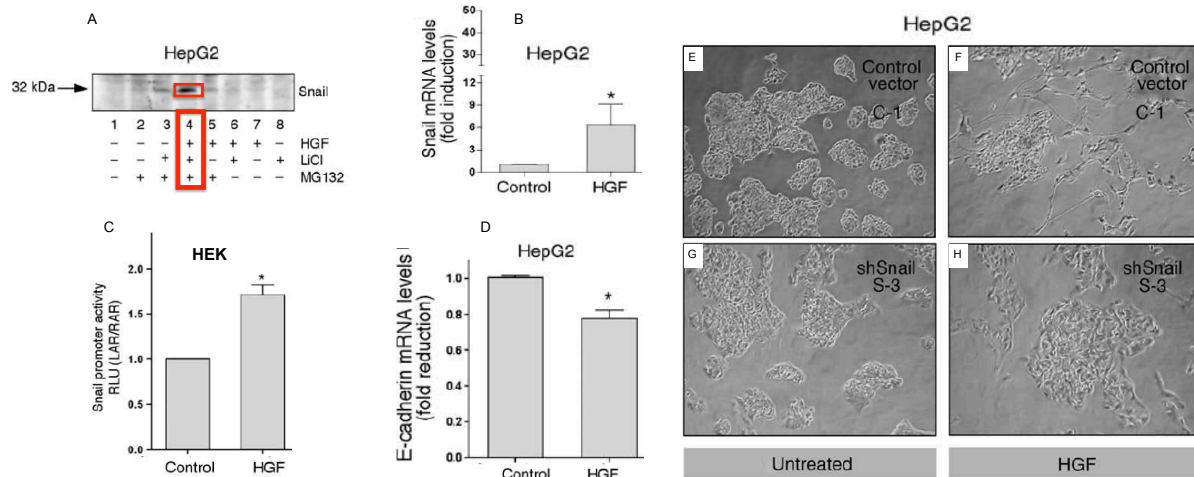 A
HepG2
32 kDa
Snail
1 2 3 4 5 6 7 8
– – – + + + + – HGF
– – + + – + – + LiCl
– + + + + – – – MG132
B
HepG2
Snail mRNA levels
(fold induction)
50
40
30
20
10
12
9
6
3
0
*
Control HGF
C
HEK
Snail promoter activity
RLU (LAR/RAR)
2.0
1.5
1.0
0.5
0.0
*
Control HGF
D
HepG2
E-cadherin mRNA levels
(fold reduction)
1.0
0.8
0.6
0.4
0.2
0.0
*
Control HGF
HepG2
E
Control
vector
C-1
F
Control
vector
C-1
G
shSnail
S-3
H
shSnail
S-3
Untreated
HGF